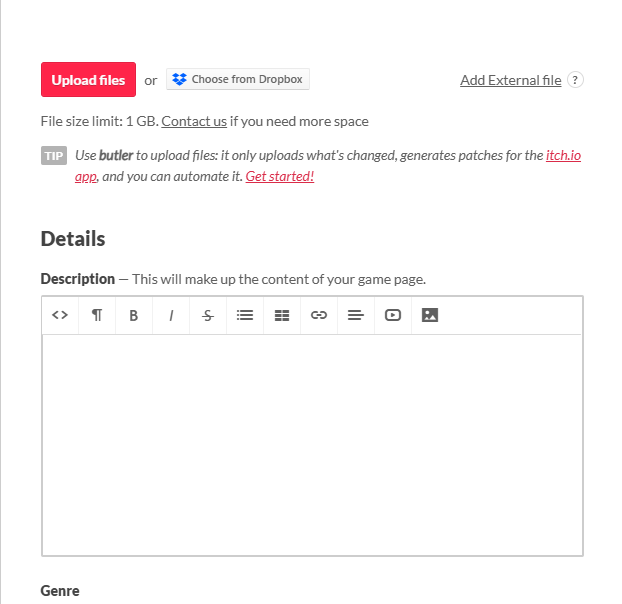 Upload files or Choose from Dropbox Add External file ?
File size limit: 1 GB. Contact us if you need more space
TIP Use butler to upload files: it only uploads what's changed, generates patches for the itch.io
app, and you can automate it. Get started!
Details
Description — This will make up the content of your game page.
<> ¶ B I S
Genre